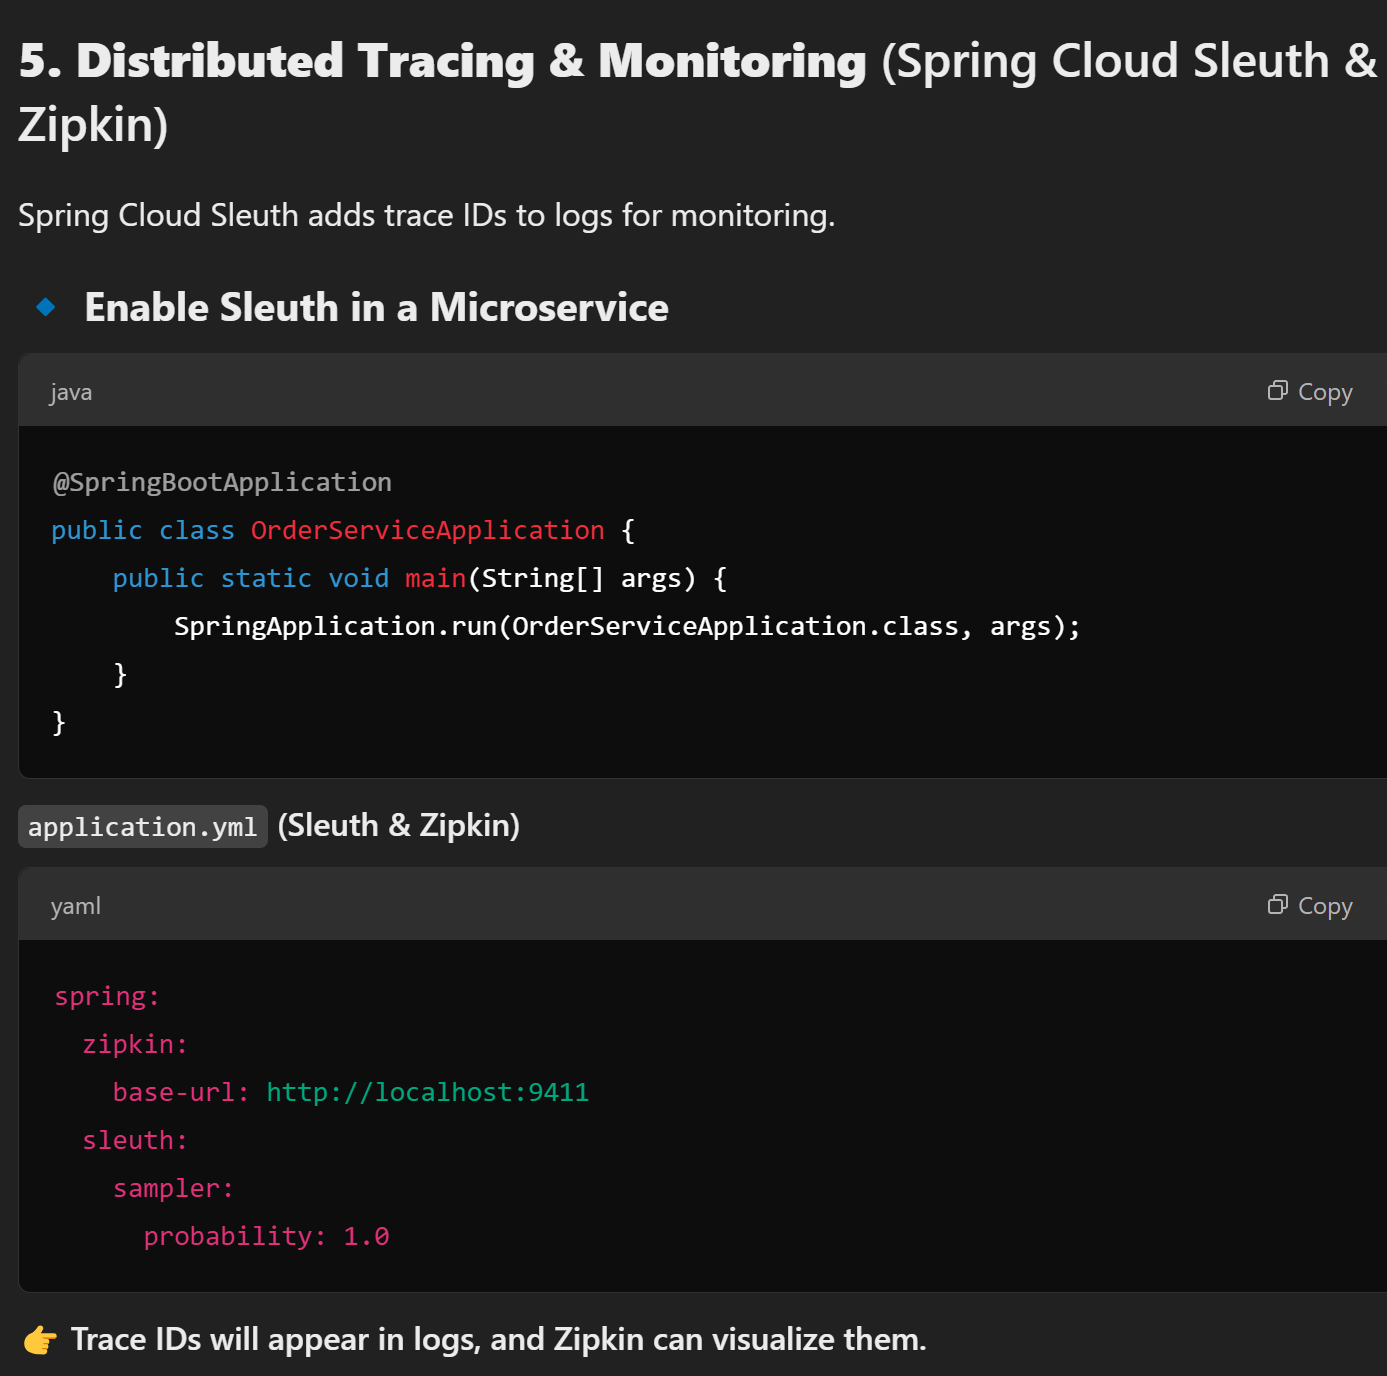 5. Distributed Tracing & Monitoring (Spring Cloud Sleuth &
Zipkin)
Spring Cloud Sleuth adds trace IDs to logs for monitoring.
Enable Sleuth in a Microservice
java
Copy
@SpringBootApplication
public class OrderServiceApplication {
    public static void main(String[] args) {
        SpringApplication.run(OrderServiceApplication.class, args);
    }
}
application.yml (Sleuth & Zipkin)
yaml
Copy
spring:
  zipkin:
    base-url: http://localhost:9411
  sleuth:
    sampler:
      probability: 1.0
👉 Trace IDs will appear in logs, and Zipkin can visualize them.